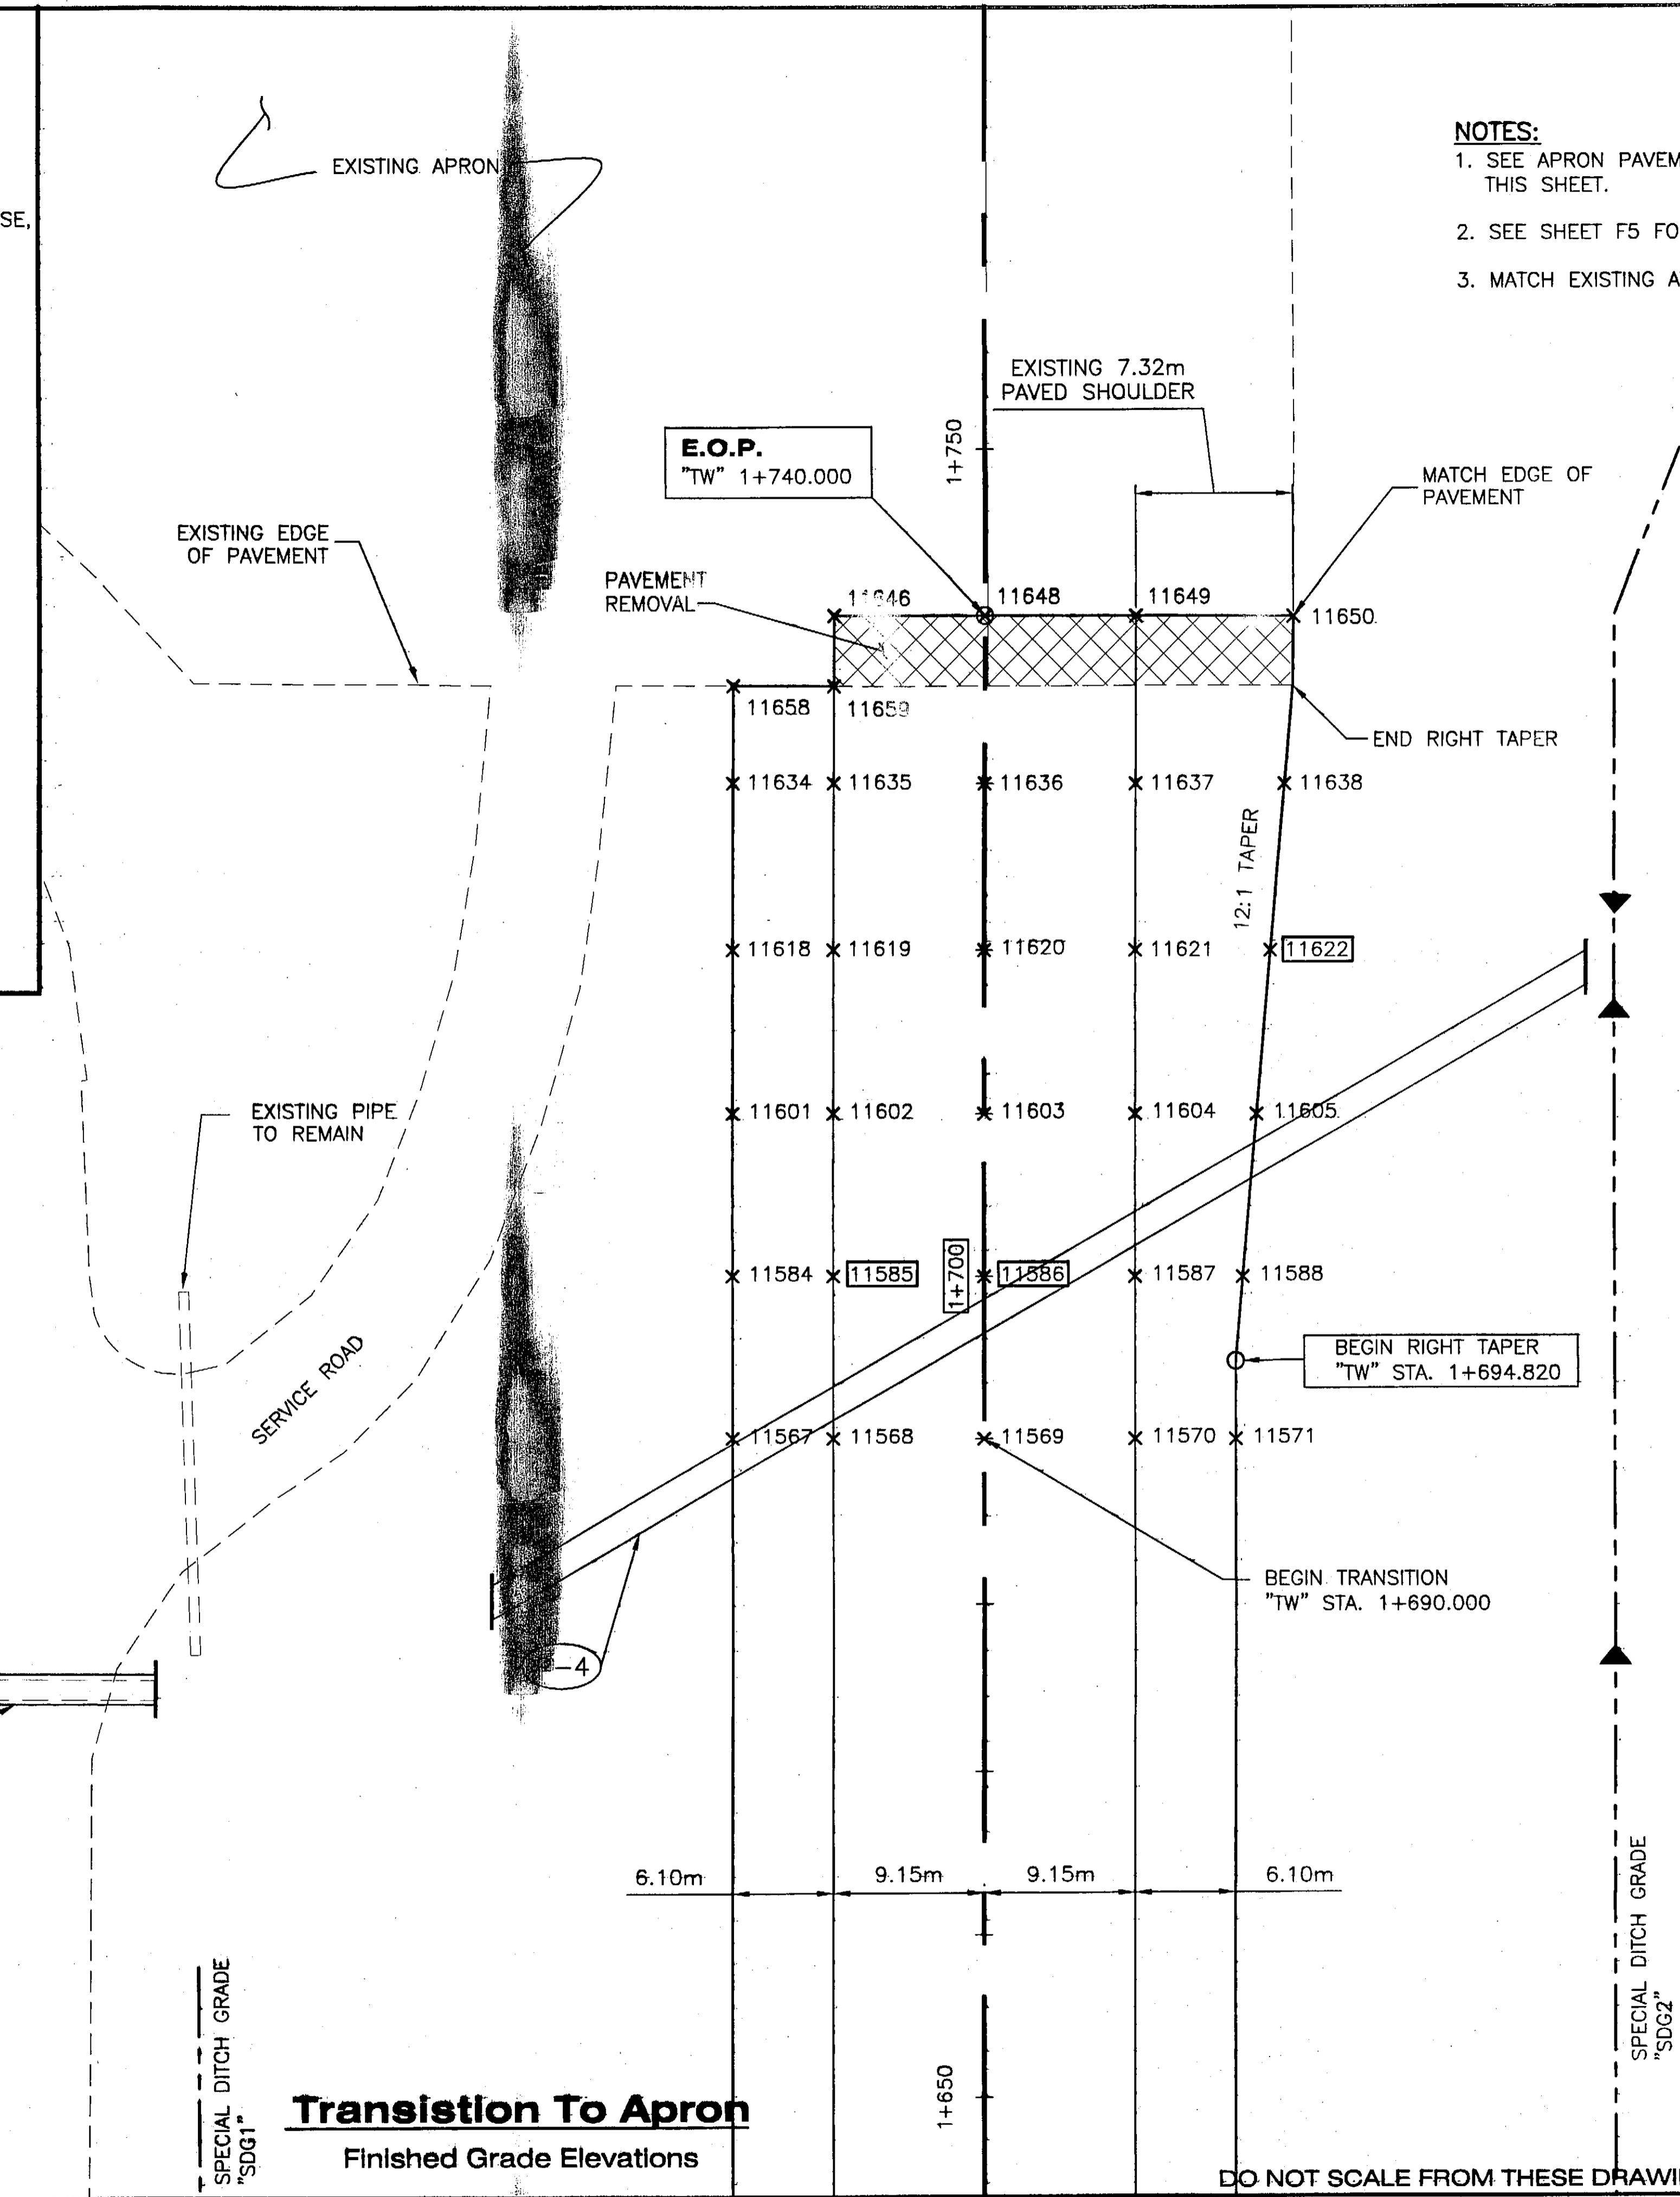 SE,
EXISTING APRON
NOTES:
1. SEE APRON PAVEM
THIS SHEET.
2. SEE SHEET F5 FO
3. MATCH EXISTING A
EXISTING 7.32m
PAVED SHOULDER
E.O.P.
"TW" 1+740.000
1+750
MATCH EDGE OF
PAVEMENT
EXISTING EDGE
OF PAVEMENT
PAVEMENT
REMOVAL
11646
11648
11649
11650
11658
11659
END RIGHT TAPER
11634
11635
11636
11637
11638
12:1 TAPER
11618
11619
11620
11621
11622
EXISTING PIPE
TO REMAIN
11601
11602
11603
11604
11605
11584
11585
1+700
11586
11587
11588
BEGIN RIGHT TAPER
"TW" STA. 1+694.820
SERVICE ROAD
11567
11568
11569
11570
11571
BEGIN TRANSITION
"TW" STA. 1+690.000
-4
6.10m
9.15m
9.15m
6.10m
SPECIAL DITCH GRADE
"SDG1"
SPECIAL DITCH GRADE
"SDG2"
1+650
Transistion To Apron
Finished Grade Elevations
DO NOT SCALE FROM THESE DRAWI